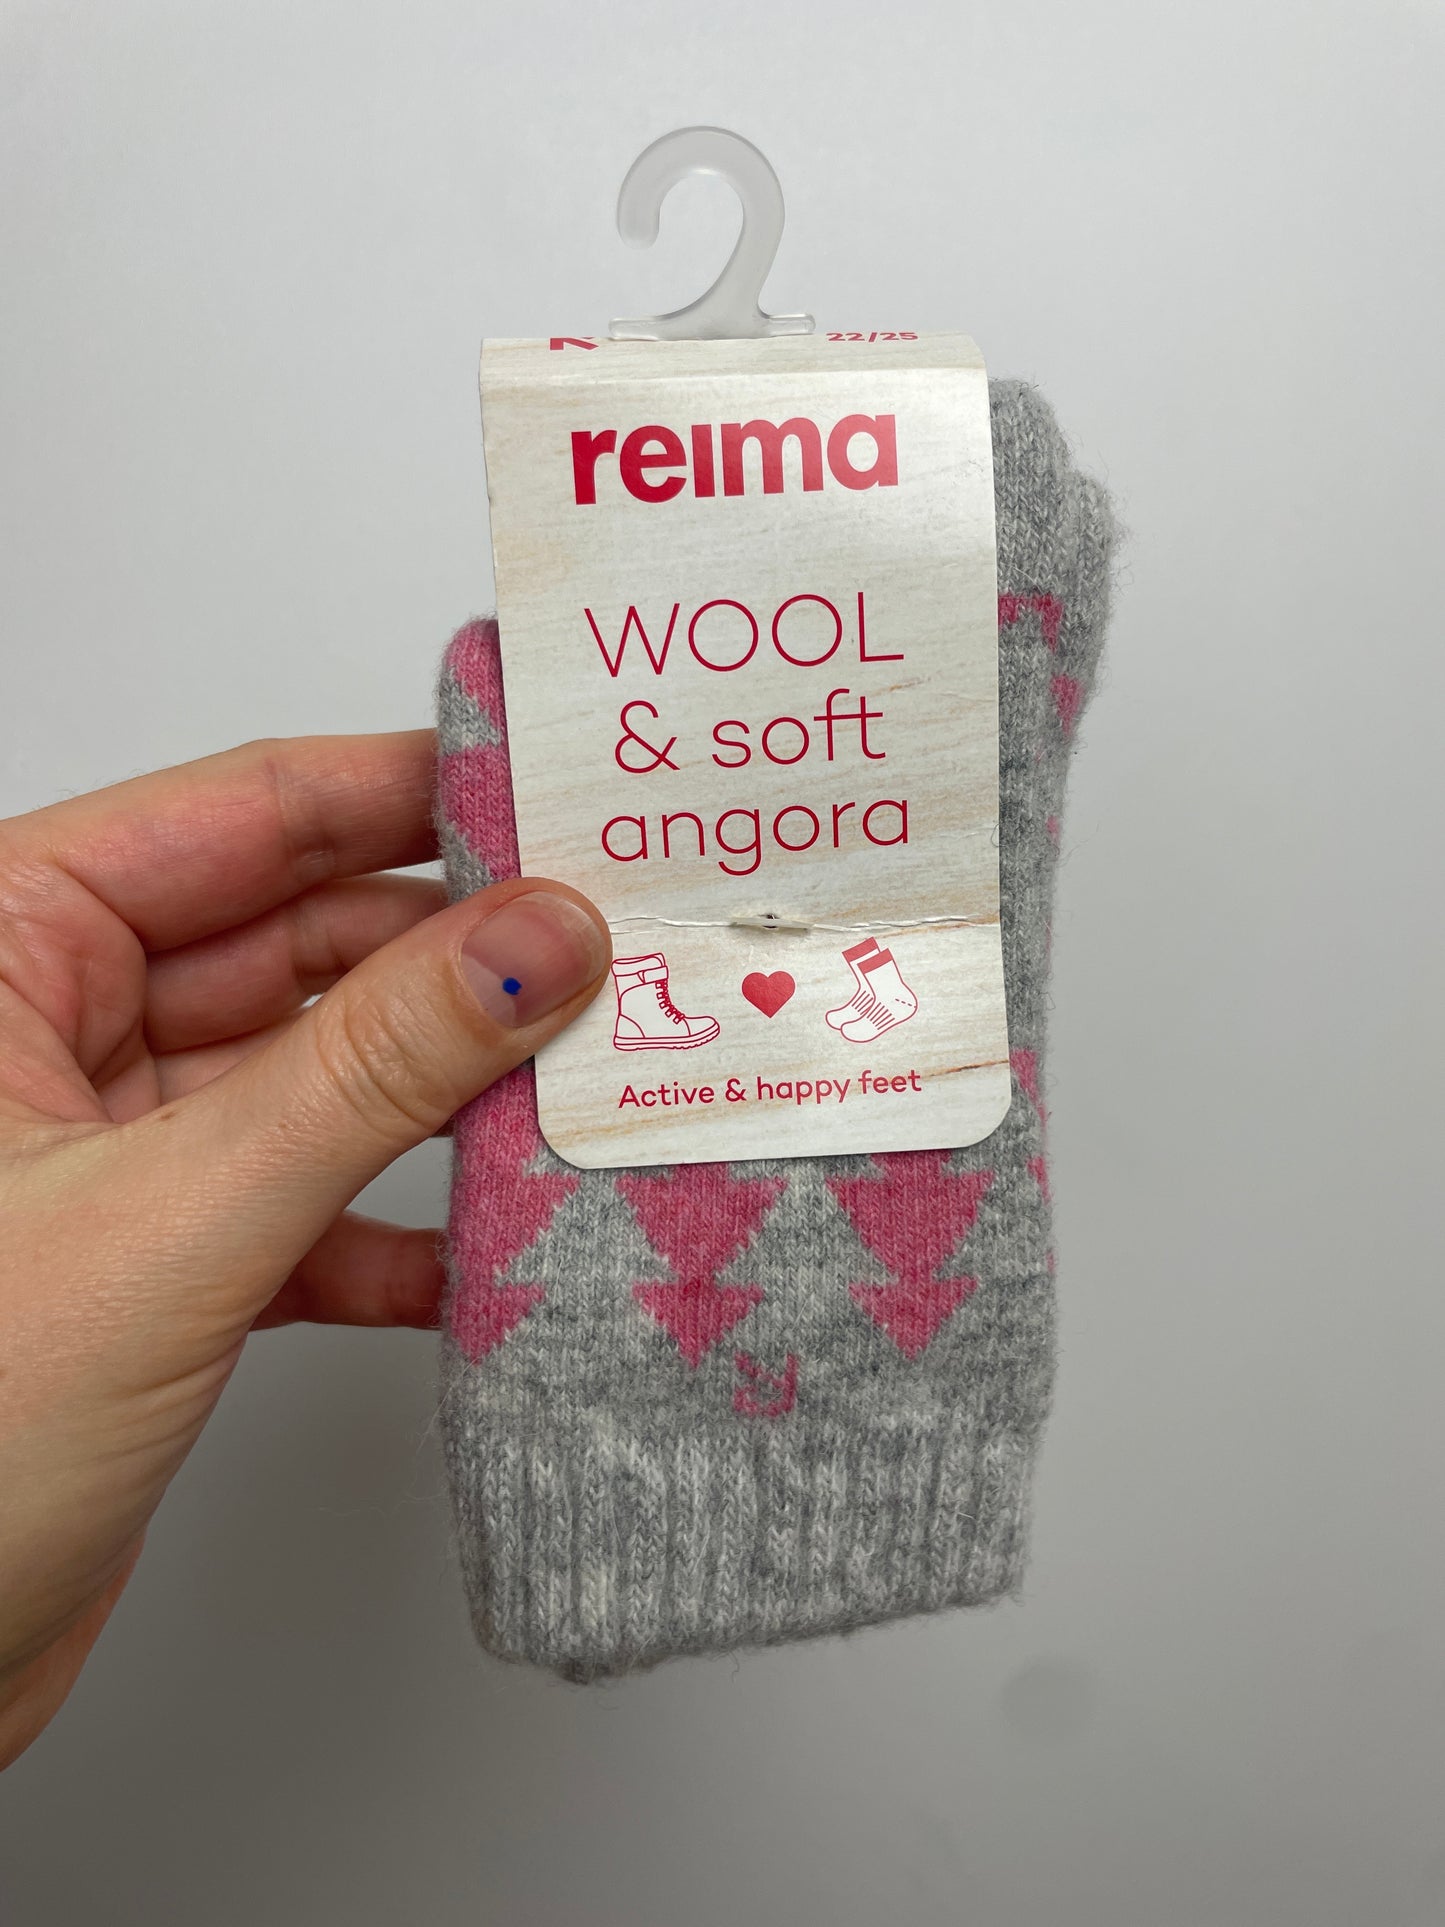 22/25
reima
WOOL
& soft
angora
Active & happy feet